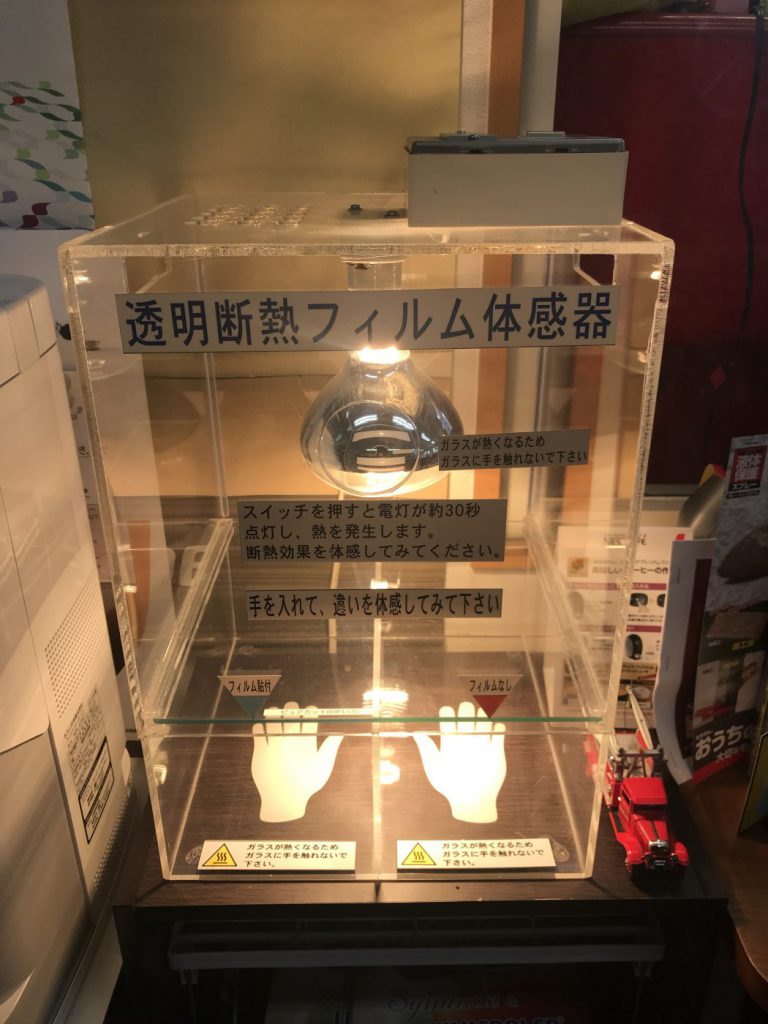 透明断熱フィルム体感器
ガラスが熱くなるため
ガラスに手を触れないで下さい
スイッチを押すと電灯が約30秒
点灯し、熱を発生します。
断熱効果を体感してみてください。
手を入れて、違いを体感してみて下さい
フィルム貼付
フィルムなし
ガラスが熱くなるため
ガラスに手を触れないで
下さい。
ガラスが熱くなるため
ガラスに手を触れないで
下さい。
スプレー
おうちの